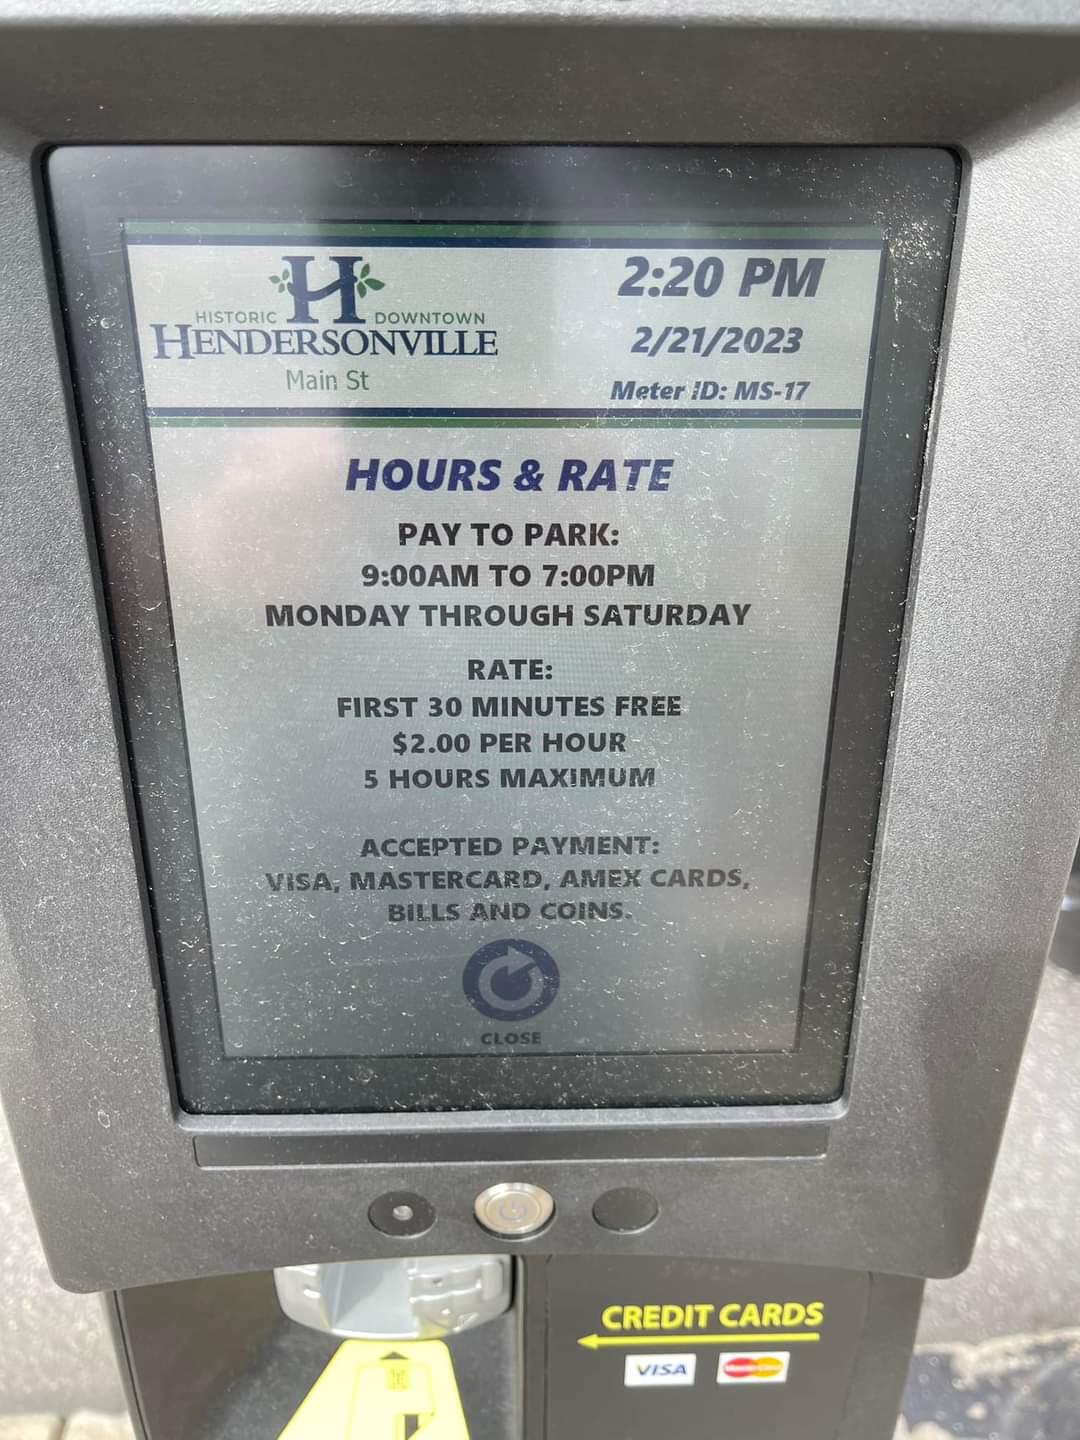 HISTORIC H DOWNTOWN
HENDERSONVILLE
Main St
2:20 PM
2/21/2023
Meter ID: MS-17
HOURS & RATE
PAY TO PARK:
9:00AM TO 7:00PM
MONDAY THROUGH SATURDAY
RATE:
FIRST 30 MINUTES FREE
$2.00 PER HOUR
5 HOURS MAXIMUM
ACCEPTED PAYMENT:
VISA, MASTERCARD, AMEX CARDS,
BILLS AND COINS.
CLOSE
CREDIT CARDS
VISA MasterCard